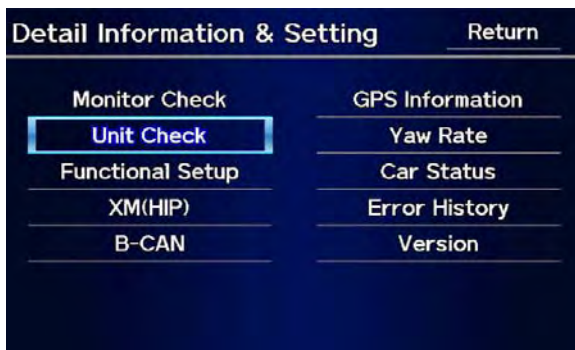 Detail Information & Setting
Return
Monitor Check
GPS Information
Unit Check
Yaw Rate
Functional Setup
Car Status
XM(HIP)
Error History
B-CAN
Version